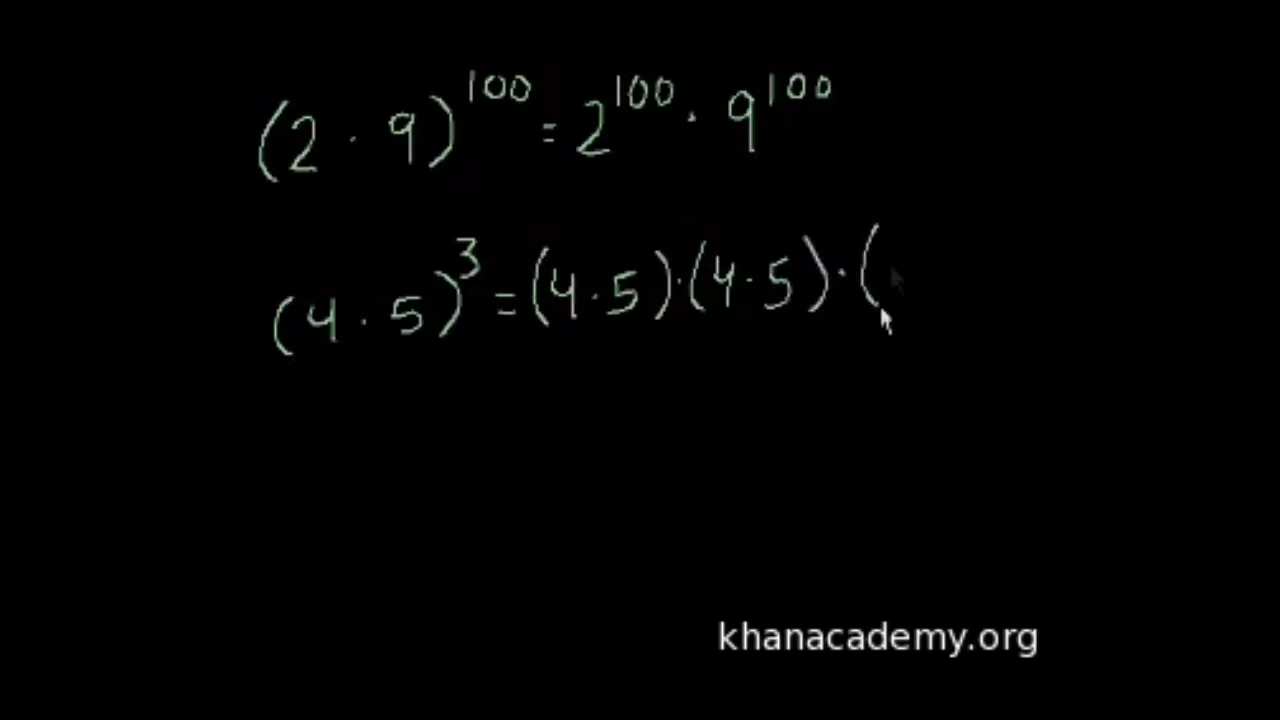 (2 · 9)^100 = 2^100 · 9^100
(4 · 5)^3 = (4 · 5) · (4 · 5) · (
khanacademy.org